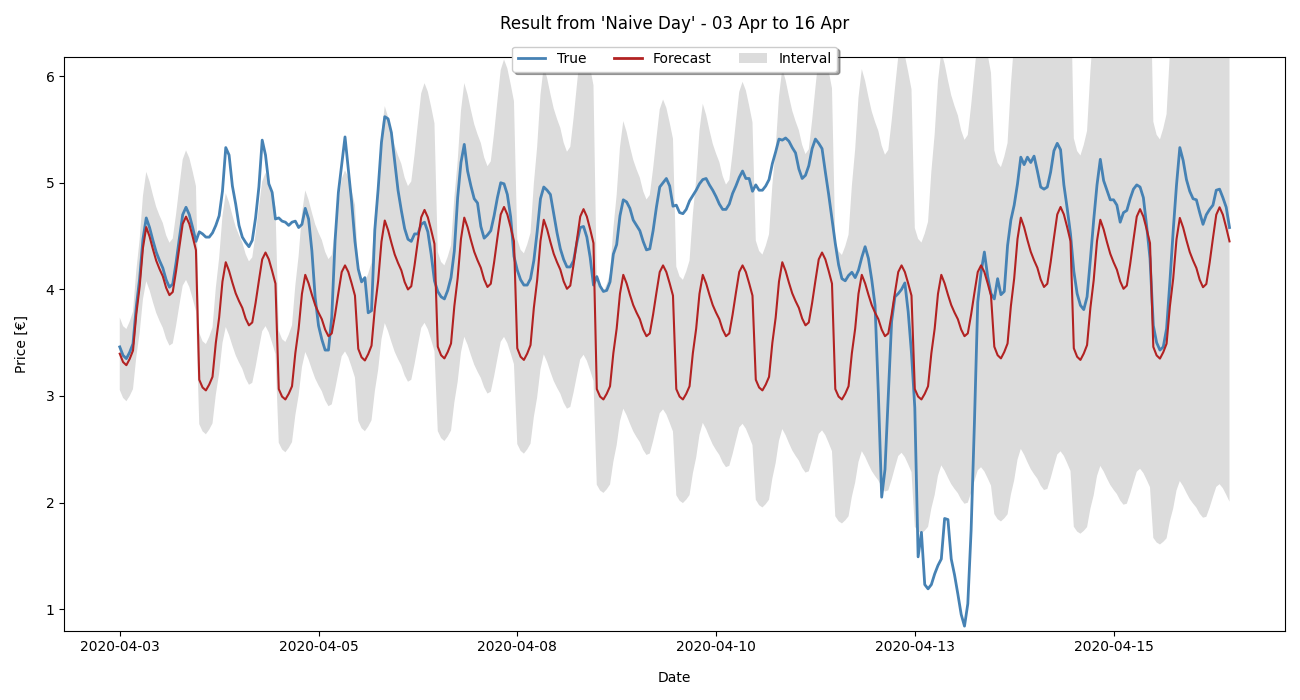 Result from 'Naive Day' - 03 Apr to 16 Apr
True Forecast Interval
6
5
4
3
2
1
Price [€]
2020-04-03 2020-04-05 2020-04-08 2020-04-10 2020-04-13 2020-04-15
Date